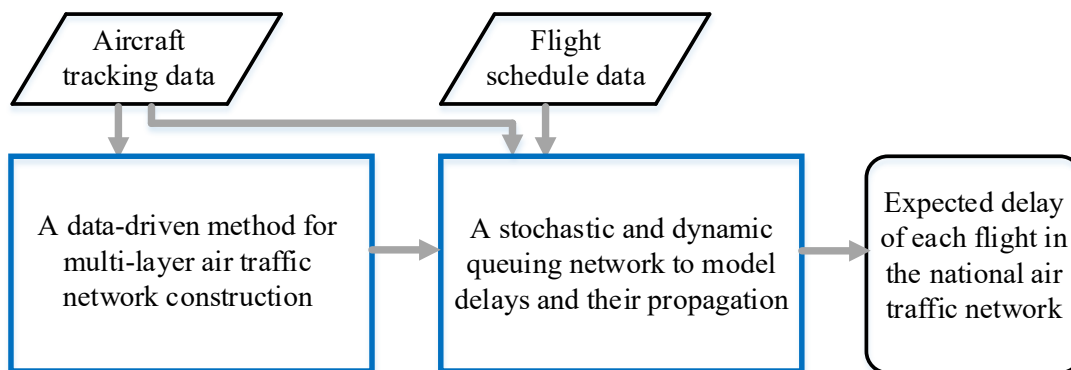 Aircraft
tracking data
Flight
schedule data
A data-driven method for
multi-layer air traffic
network construction
A stochastic and dynamic
queuing network to model
delays and their propagation
Expected delay
of each flight in
the national air
traffic network